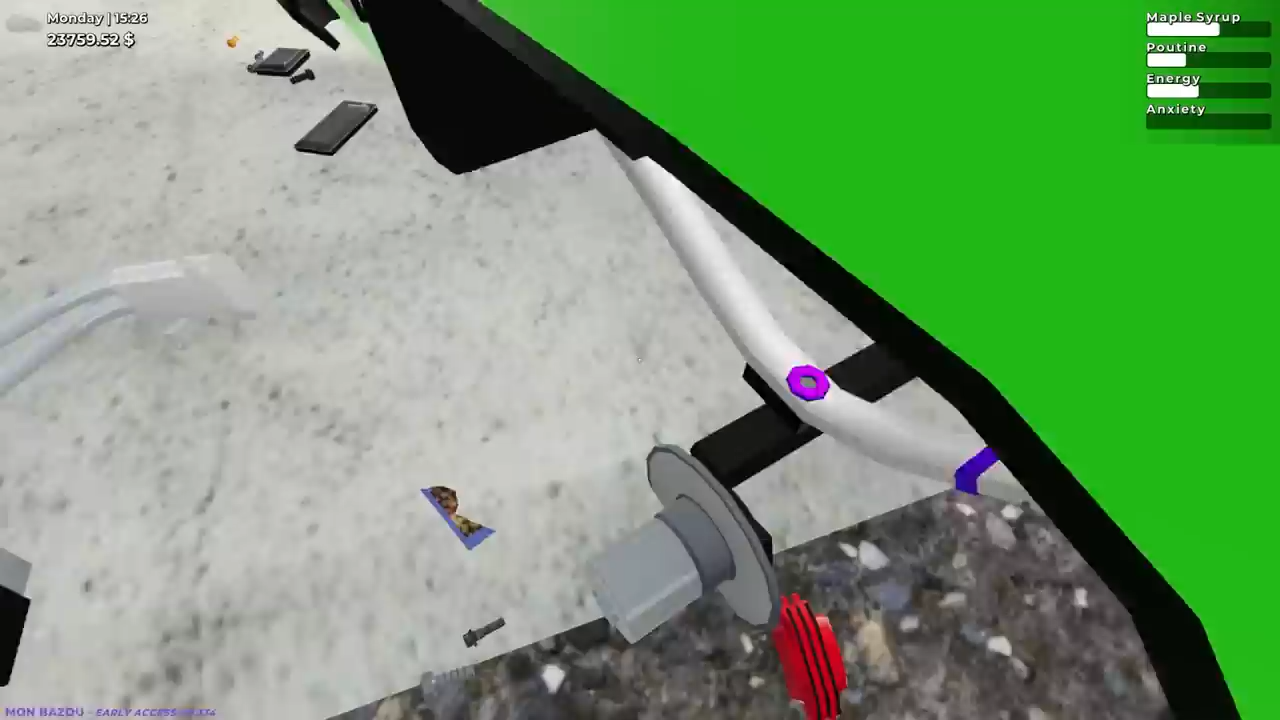 Monday | 15:26
23759.52 $
Maple Syrup
Poutine
Energy
Anxiety
MON BAZOU - EARLY ACCESS